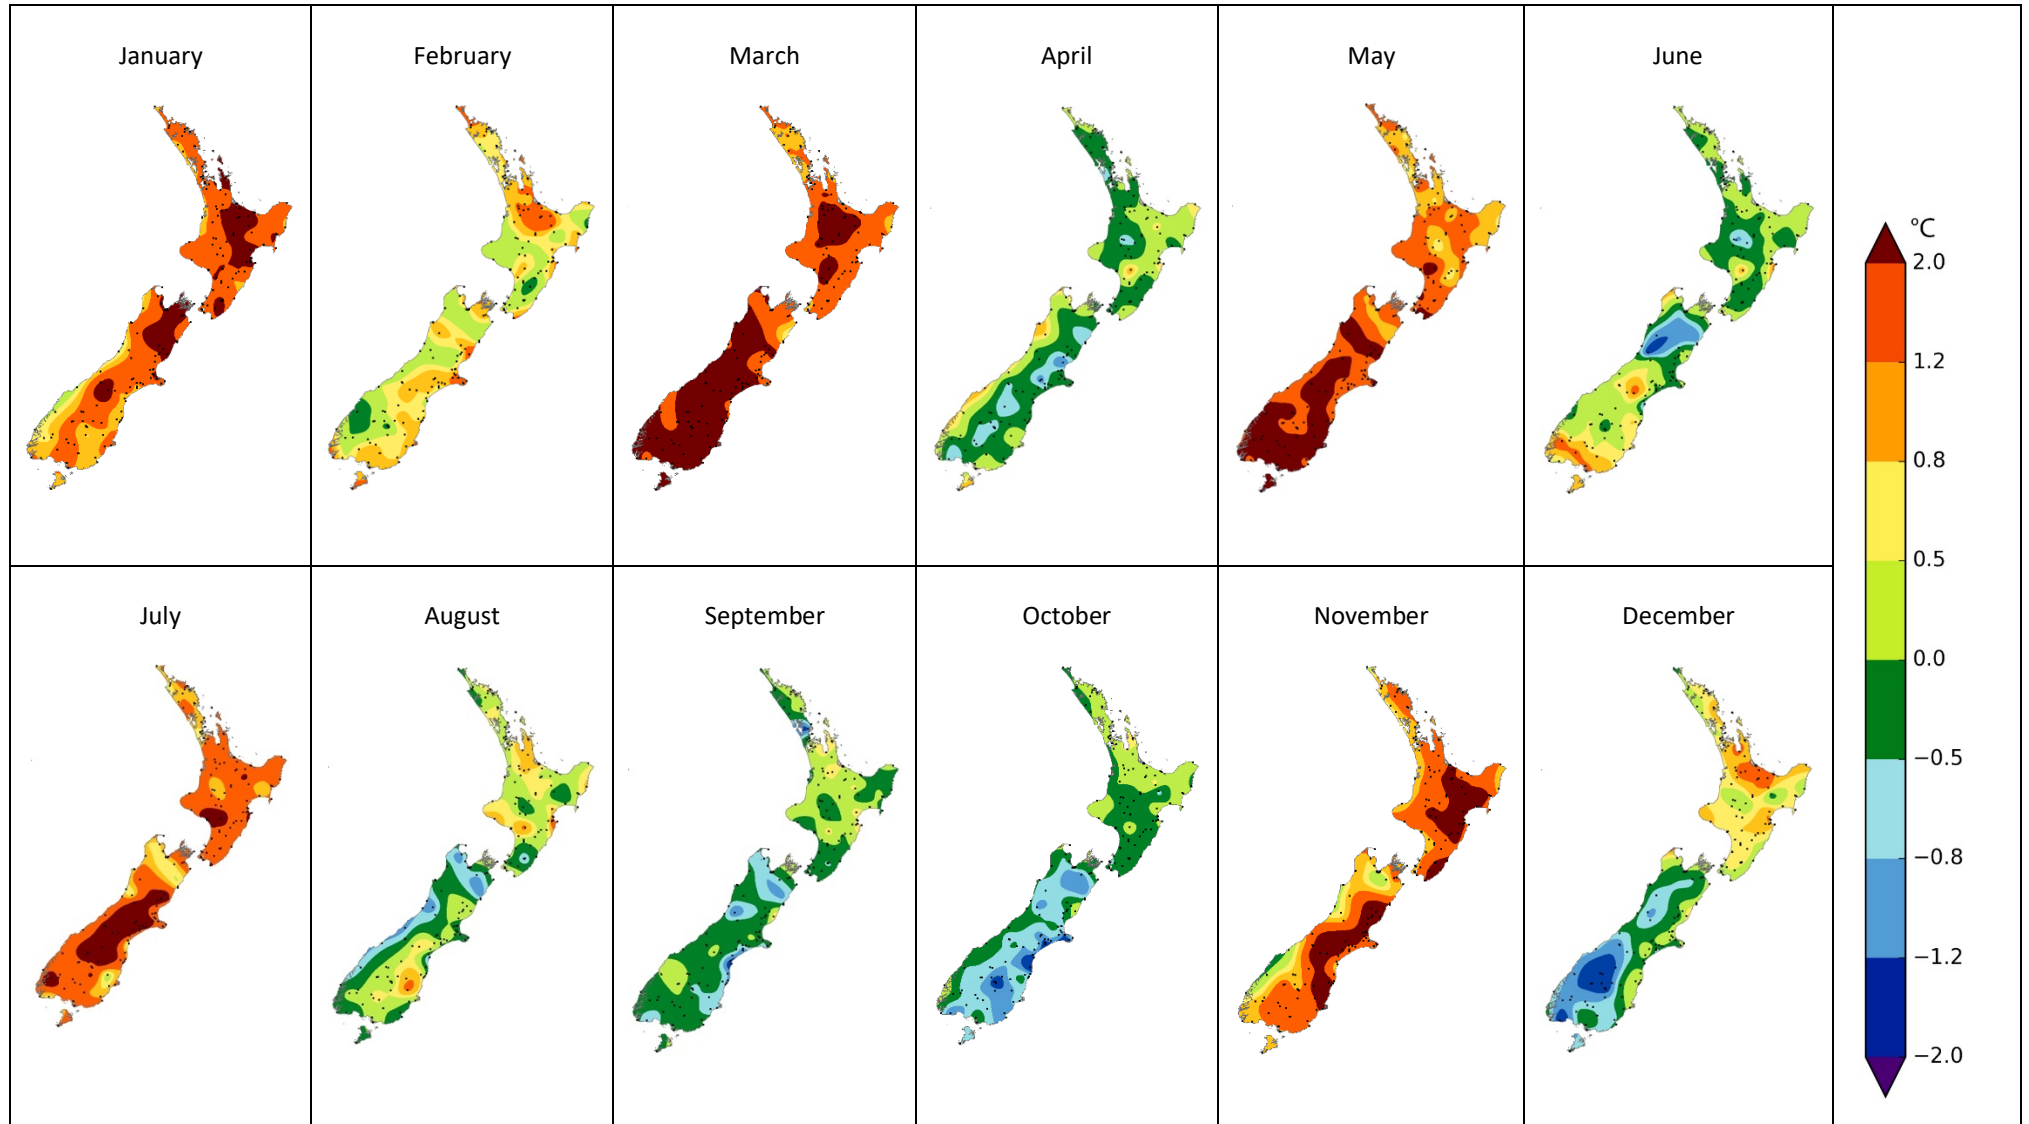 January
February
March
April
May
June
°C
2.0
1.2
0.8
0.5
0.0
−0.5
−0.8
−1.2
−2.0
July
August
September
October
November
December